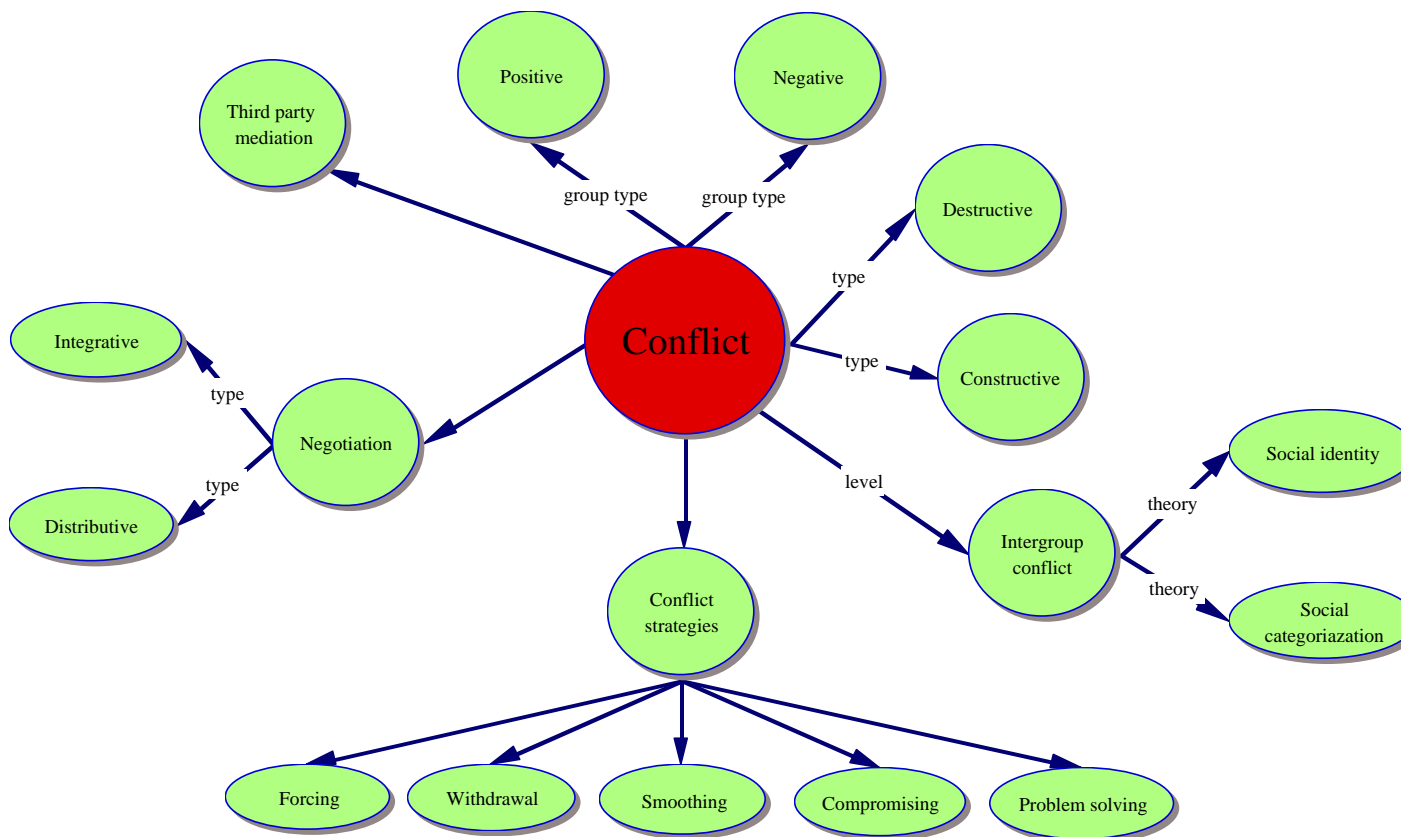 Positive
Negative
Third party
mediation
group type
group type
Destructive
type
Conflict
Integrative
type
Constructive
type
Negotiation
Social identity
level
type
theory
Distributive
Intergroup
conflict
theory
Conflict
strategies
Social
categoriazation
Forcing
Withdrawal
Smoothing
Compromising
Problem solving